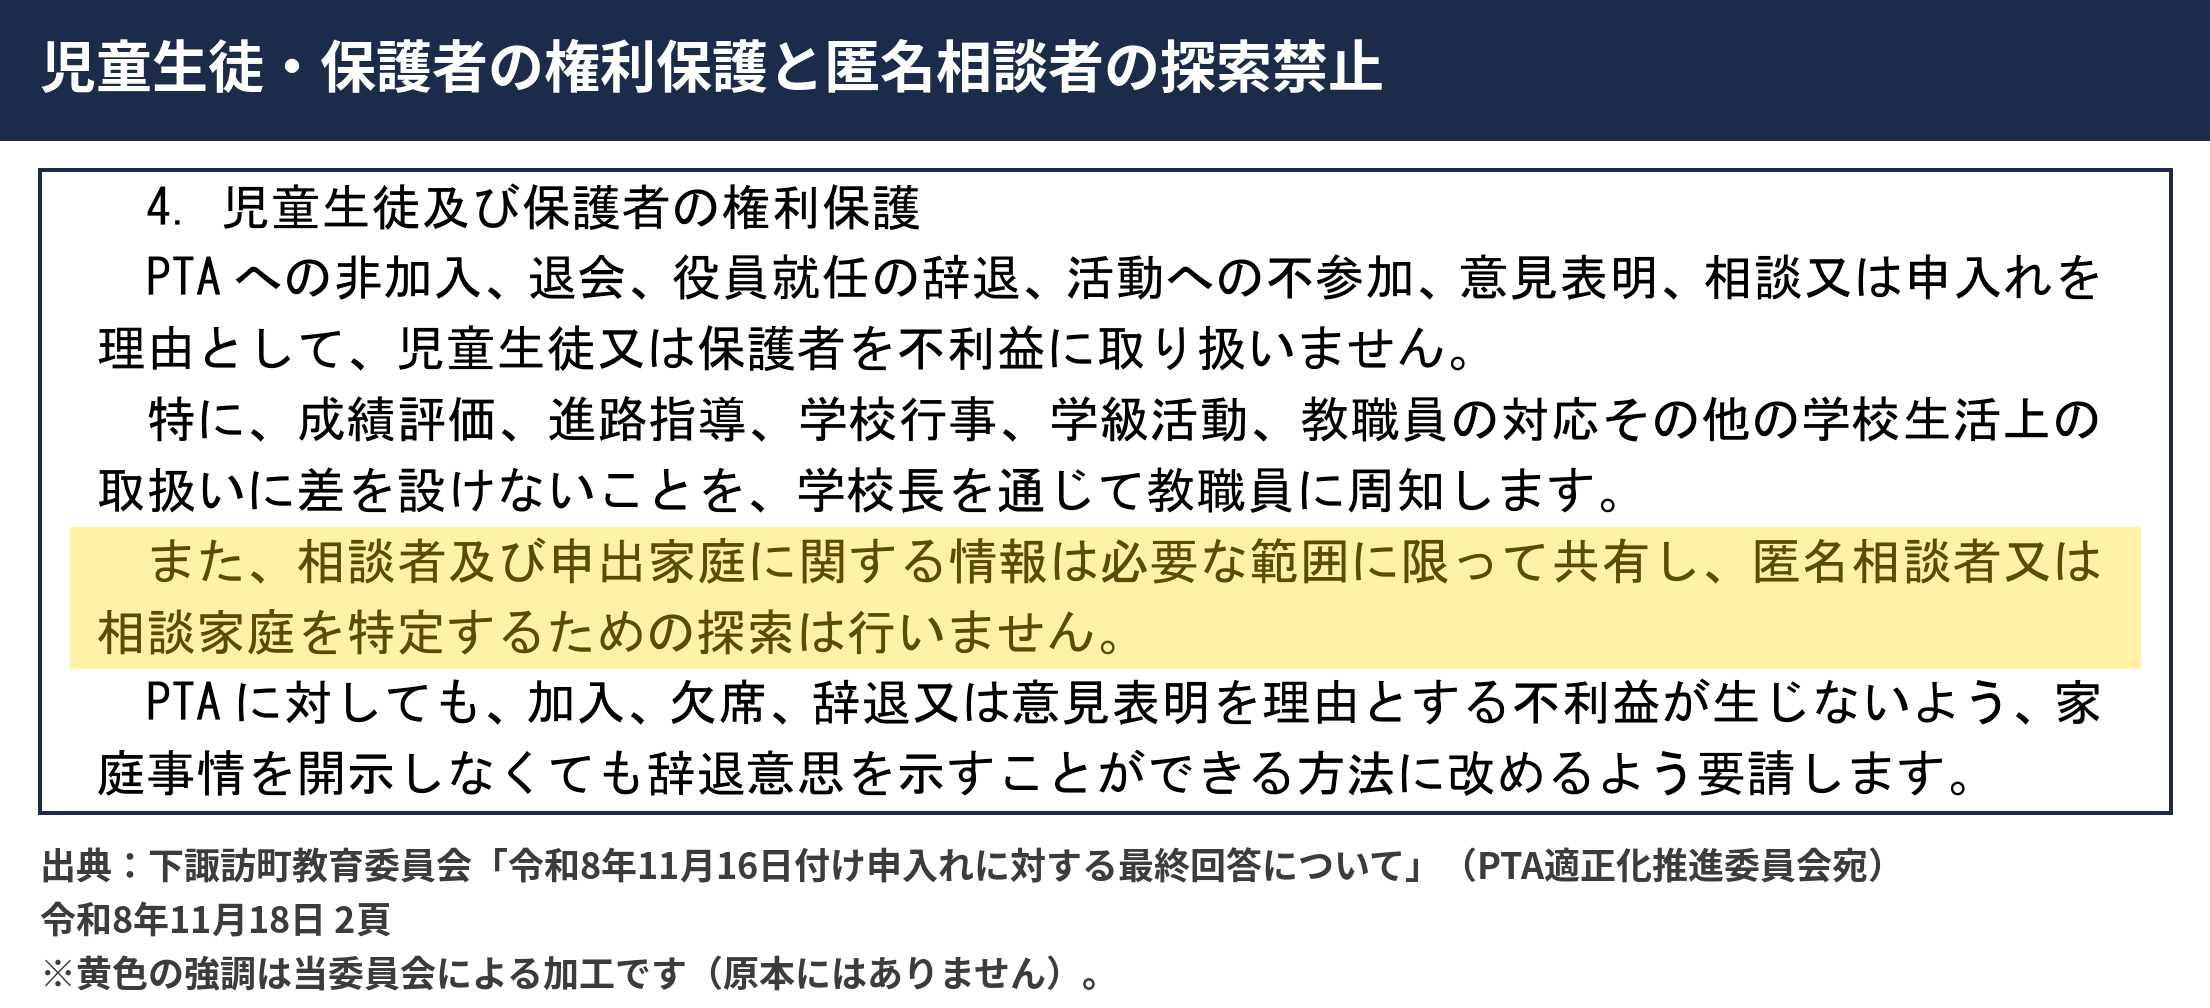 児童生徒・保護者の権利保護と匿名相談者の探索禁止
4. 児童生徒及び保護者の権利保護
PTA への非加入、退会、役員就任の辞退、活動への不参加、意見表明、相談又は申入れを
理由として、児童生徒又は保護者を不利益に取り扱いません。
特に、成績評価、進路指導、学校行事、学級活動、教職員の対応その他の学校生活上の
取扱いに差を設けないことを、学校長を通じて教職員に周知します。
また、相談者及び申出家庭に関する情報は必要な範囲に限って共有し、匿名相談者又は
相談家庭を特定するための探索は行いません。
PTA に対しても、加入、欠席、辞退又は意見表明を理由とする不利益が生じないよう、家
庭事情を開示しなくても辞退意思を示すことができる方法に改めるよう要請します。
出典：下諏訪町教育委員会「令和8年11月16日付け申入れに対する最終回答について」（PTA適正化推進委員会宛）
令和8年11月18日 2頁
※黄色の強調は当委員会による加工です（原本にはありません）。